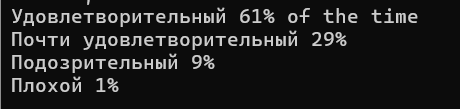 Удовлетворительный 61% of the time
Почти удовлетворительный 29%
Подозрительный 9%
Плохой 1%